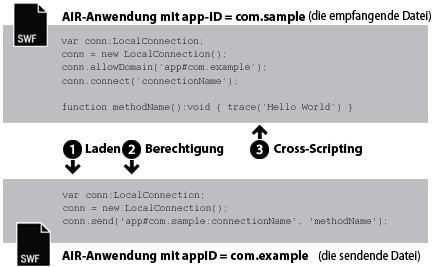 AIR-Anwendung mit app-ID = com.sample (die empfangende Datei)
SWF
var conn:LocalConnection;
conn = new LocalConnection();
conn.allowDomain('app#com.example');
conn.connect('connectionName');
function methodName():void { trace('Hello World') }
1 Laden 2 Berechtigung 3 Cross-Scripting
var conn:LocalConnection;
conn = new LocalConnection();
conn.send('app#com.sample:connectionName', 'methodName');
SWF
AIR-Anwendung mit appID = com.example (die sendende Datei)